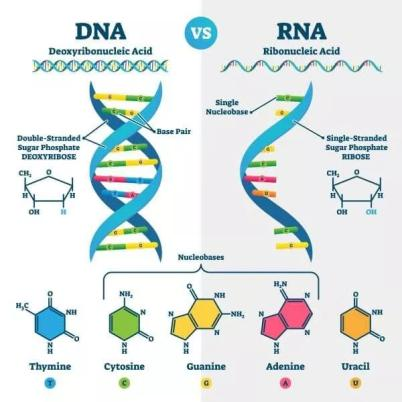 DNA
VS
RNA
Deoxyribonucleic Acid
Ribonucleic Acid
Single
Nucleobase
Base Pair
Double-Stranded
Sugar Phosphate
DEOXYRIBOSE
Single-Stranded
Sugar Phosphate
RIBOSE
CH₂ O
H H
OH H
CH₂ O
H H
OH OH
Nucleobases
O
H₃C
NH
O
N
H
NH₂
N
O
N
H
O
N
NH
NH₂
N
N
H
H₂N
N
N
N
N
H
O
NH
O
N
H
Thymine
Cytosine
Guanine
Adenine
Uracil
T
C
G
A
U